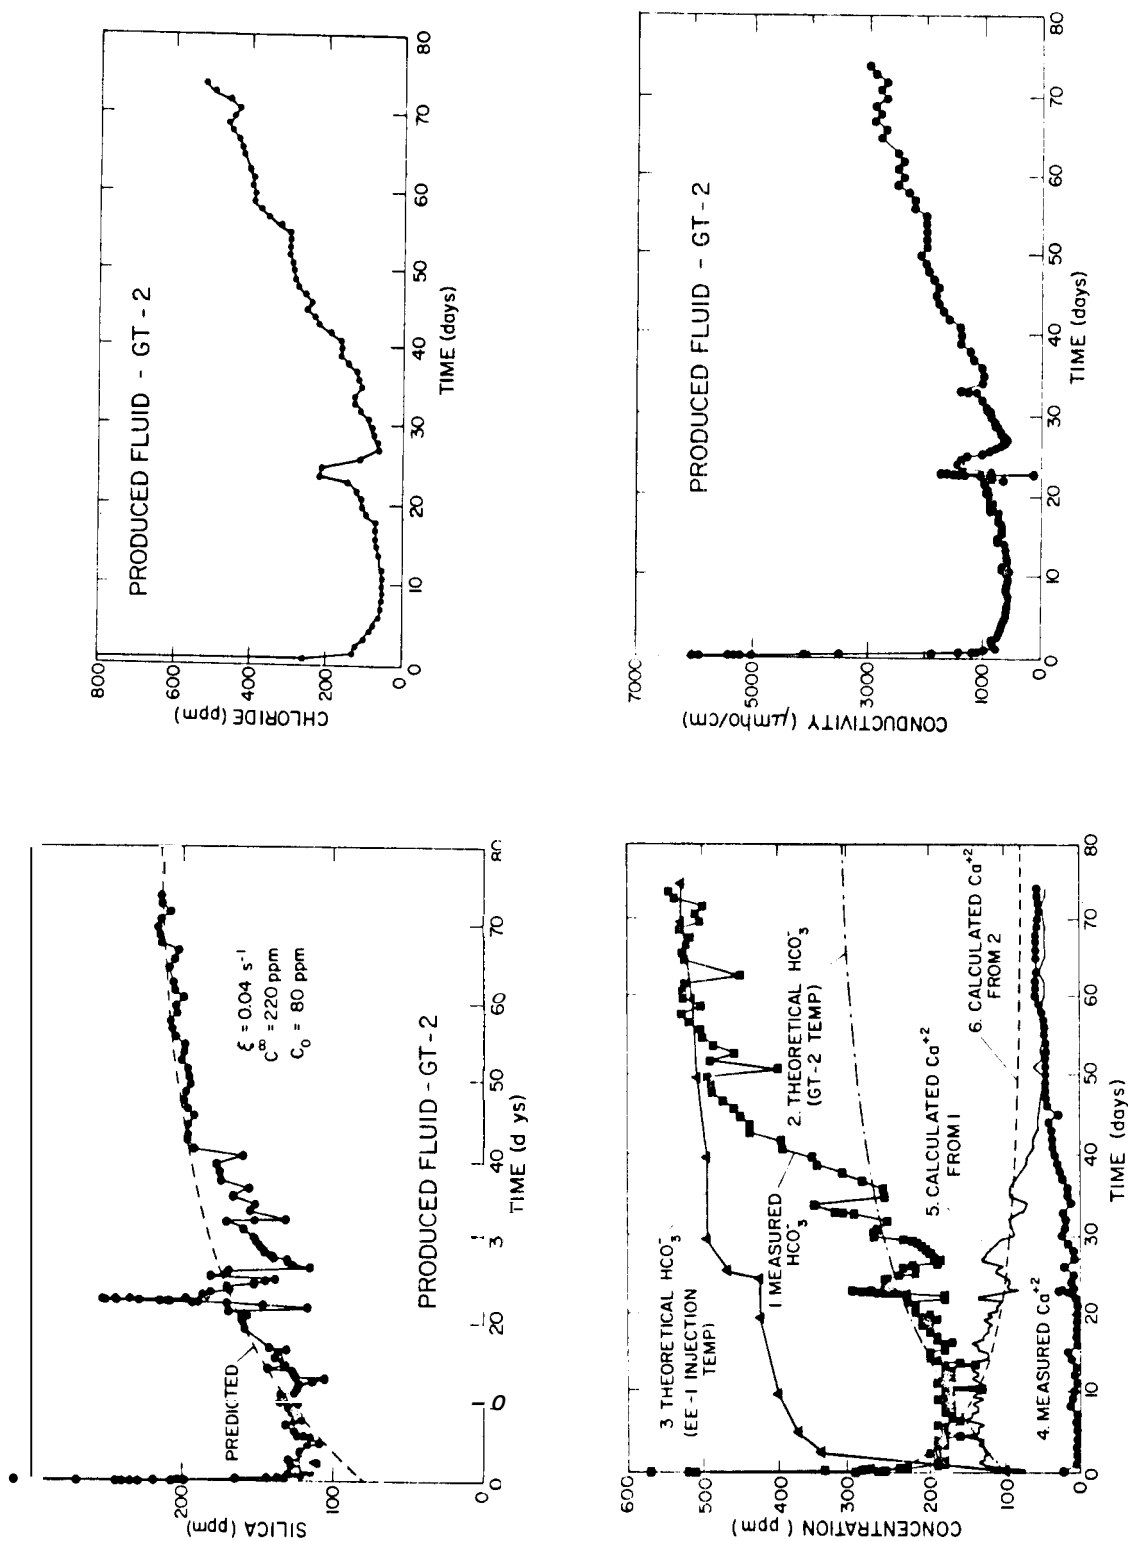 PRODUCED FLUID - GT-2
CHLORIDE (ppm)
800
600
400
200
0
0
10
20
30
40
50
60
70
80
TIME (days)
PRODUCED FLUID - GT-2
CONDUCTIVITY (μmho/cm)
7000
5000
3000
1000
0
0
10
20
30
40
50
60
70
80
TIME (days)
SILICA (ppm)
200
100
0
0
10
20
3
40
50
60
70
80
TIME (d ys)
PREDICTED
ξ = 0.04 s⁻¹
C∞ = 220 ppm
C₀ = 80 ppm
PRODUCED FLUID - GT-2
CONCENTRATION (ppm)
600
500
400
300
200
100
0
0
10
20
30
40
50
60
70
80
TIME (days)
3 THEORETICAL HCO₃⁻
(EE-1 INJECTION
TEMP)
1 MEASURED
HCO₃⁻
2. THEORETICAL HCO₃⁻
(GT-2 TEMP)
5. CALCULATED Ca⁺²
FROM 1
6. CALCULATED Ca⁺²
FROM 2
4. MEASURED Ca⁺²